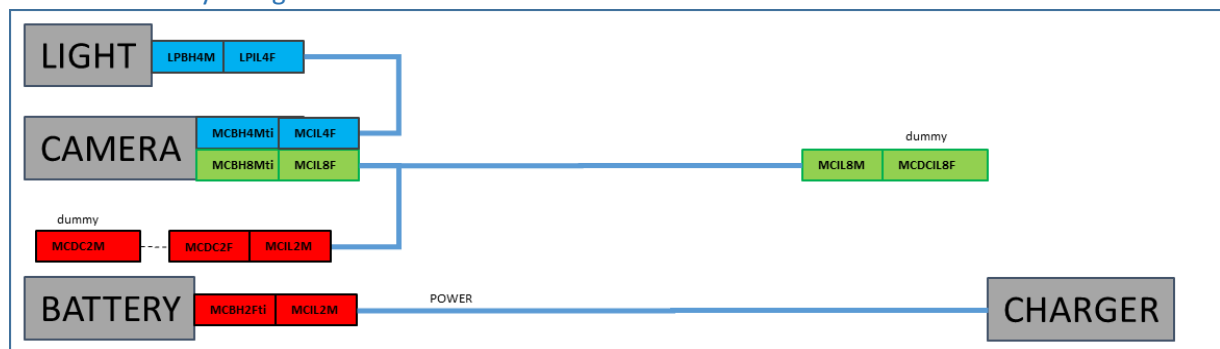 LIGHT LPBH4M LPIL4F
CAMERA MCBH4Mti MCIL4F
MCBH8Mti MCIL8F
dummy
MCIL8M MCDCIL8F
dummy
MCDC2M MCDC2F MCIL2M
BATTERY MCBH2Fti MCIL2M POWER CHARGER